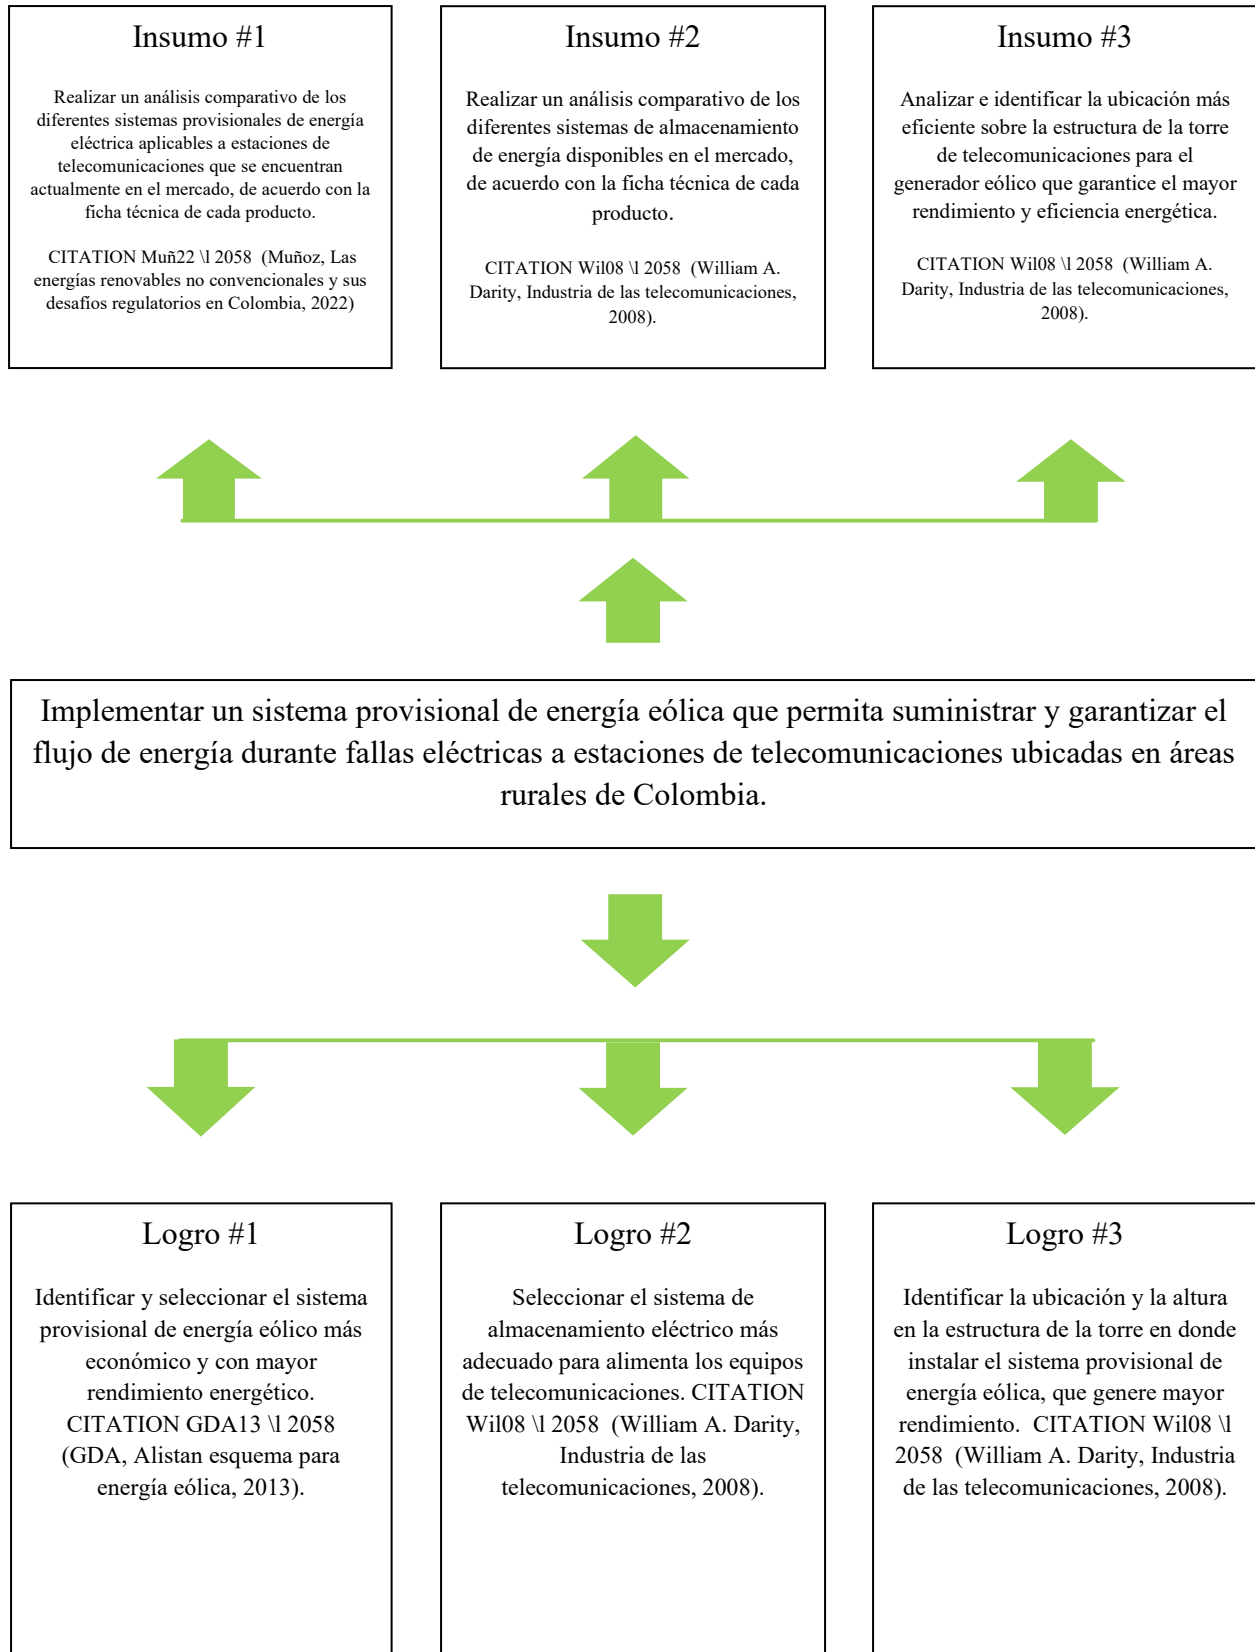 Insumo #1
Realizar un análisis comparativo de los
diferentes sistemas provisionales de energía
eléctrica aplicables a estaciones de
telecomunicaciones que se encuentran
actualmente en el mercado, de acuerdo con la
ficha técnica de cada producto.
CITATION Muñ22 \l 2058 (Muñoz, Las
energías renovables no convencionales y sus
desafíos regulatorios en Colombia, 2022)
Insumo #2
Realizar un análisis comparativo de los
diferentes sistemas de almacenamiento
de energía disponibles en el mercado,
de acuerdo con la ficha técnica de cada
producto.
CITATION Wil08 \l 2058 (William A.
Darity, Industria de las telecomunicaciones,
2008).
Insumo #3
Analizar e identificar la ubicación más
eficiente sobre la estructura de la torre
de telecomunicaciones para el
generador eólico que garantice el mayor
rendimiento y eficiencia energética.
CITATION Wil08 \l 2058 (William A.
Darity, Industria de las telecomunicaciones,
2008).
Implementar un sistema provisional de energía eólica que permita suministrar y garantizar el
flujo de energía durante fallas eléctricas a estaciones de telecomunicaciones ubicadas en áreas
rurales de Colombia.
Logro #1
Identificar y seleccionar el sistema
provisional de energía eólico más
económico y con mayor
rendimiento energético.
CITATION GDA13 \l 2058
(GDA, Alistan esquema para
energía eólica, 2013).
Logro #2
Seleccionar el sistema de
almacenamiento eléctrico más
adecuado para alimenta los equipos
de telecomunicaciones. CITATION
Wil08 \l 2058 (William A. Darity,
Industria de las
telecomunicaciones, 2008).
Logro #3
Identificar la ubicación y la altura
en la estructura de la torre en donde
instalar el sistema provisional de
energía eólica, que genere mayor
rendimiento. CITATION Wil08 \l
2058 (William A. Darity, Industria
de las telecomunicaciones, 2008).